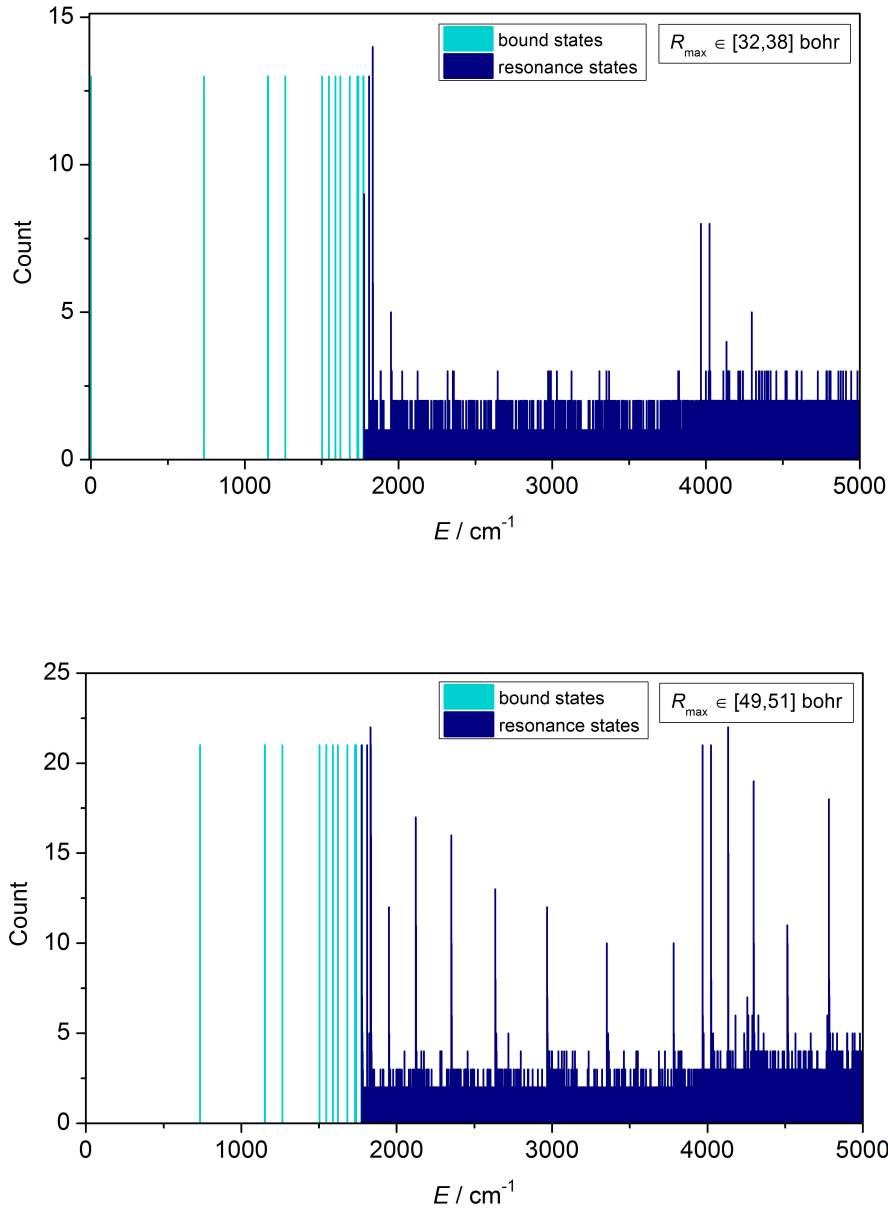 15
10
5
0
Count
bound states
resonance states
R_max ∈ [32,38] bohr
0 1000 2000 3000 4000 5000
E / cm⁻¹
25
20
15
10
5
0
Count
bound states
resonance states
R_max ∈ [49,51] bohr
0 1000 2000 3000 4000 5000
E / cm⁻¹